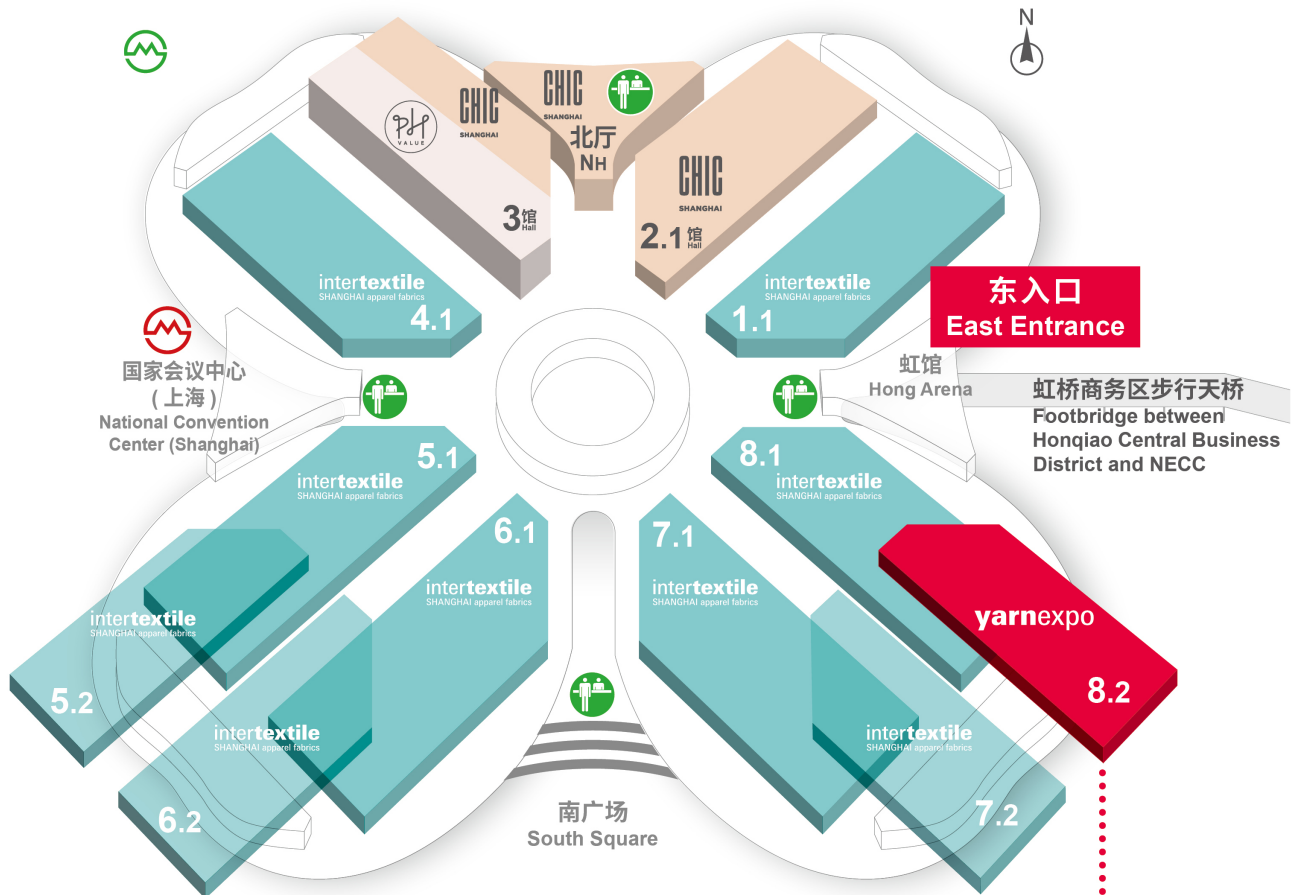 N
CHIC
SHANGHAI
CHIC
SHANGHAI
PH
VALUE
北厅
NH
CHIC
SHANGHAI
3馆
Hall
2.1馆
Hall
intertextile
SHANGHAI apparel fabrics
4.1
intertextile
SHANGHAI apparel fabrics
1.1
东入口
East Entrance
国家会议中心
(上海)
National Convention
Center (Shanghai)
虹馆
Hong Arena
虹桥商务区步行天桥
Footbridge between
Honqiao Central Business
District and NECC
5.1
intertextile
SHANGHAI apparel fabrics
8.1
intertextile
SHANGHAI apparel fabrics
6.1
intertextile
SHANGHAI apparel fabrics
7.1
intertextile
SHANGHAI apparel fabrics
intertextile
SHANGHAI apparel fabrics
5.2
yarnexpo
8.2
intertextile
SHANGHAI apparel fabrics
6.2
intertextile
SHANGHAI apparel fabrics
7.2
南广场
South Square